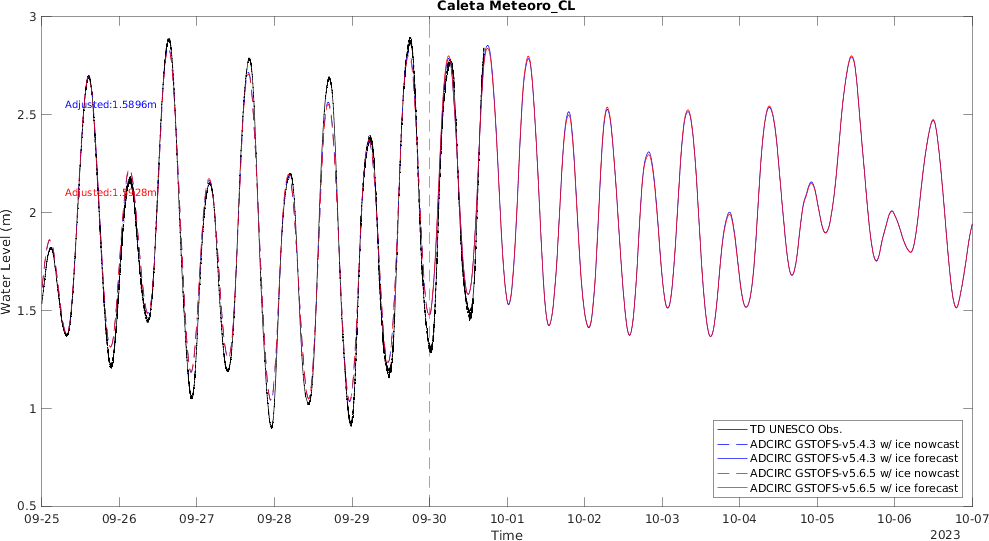 Caleta Meteoro_CL
3
2.5
2
1.5
1
0.5
Water Level (m)
Adjusted:1.5896m
Adjusted:1.5928m
TD UNESCO Obs.
ADCIRC GSTOFS-v5.4.3 w/ ice nowcast
ADCIRC GSTOFS-v5.4.3 w/ ice forecast
ADCIRC GSTOFS-v5.6.5 w/ ice nowcast
ADCIRC GSTOFS-v5.6.5 w/ ice forecast
09-25 09-26 09-27 09-28 09-29 09-30 10-01 10-02 10-03 10-04 10-05 10-06 10-07
Time
2023